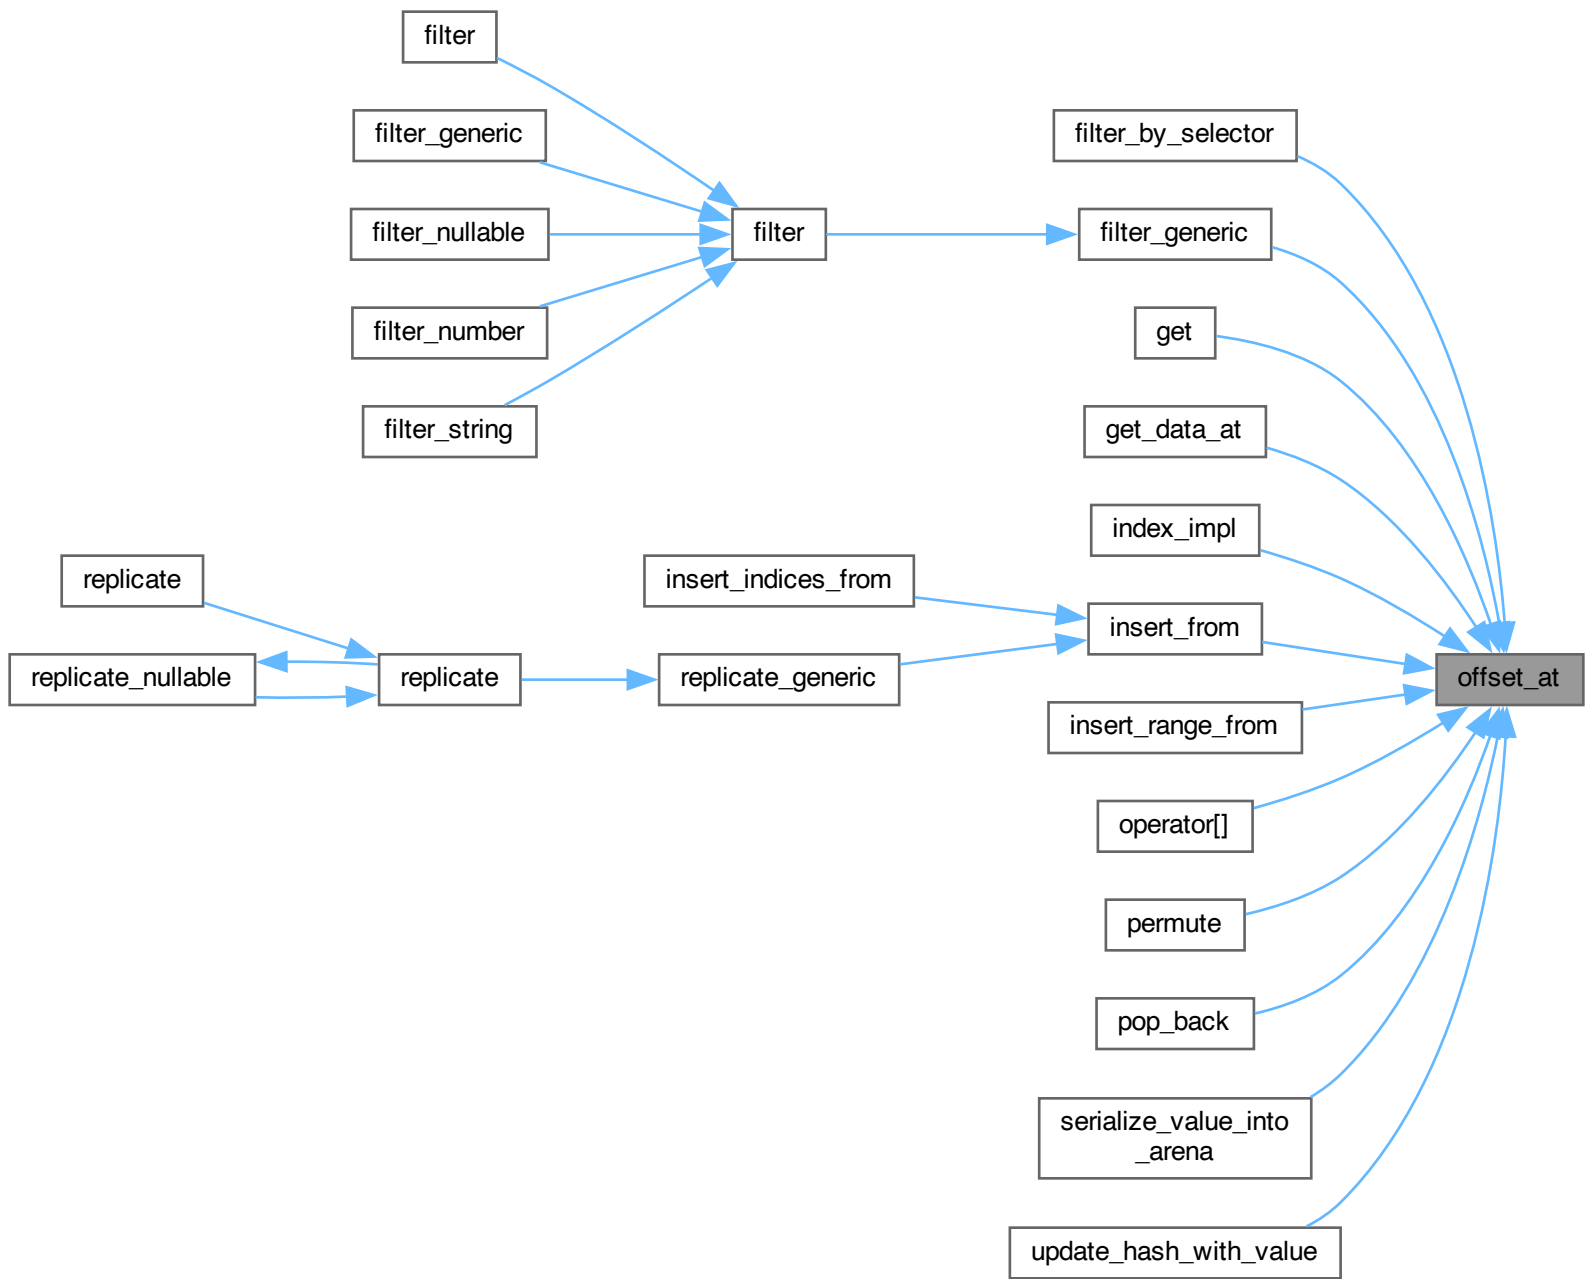 filter
filter_generic
filter_by_selector
filter_nullable
filter
filter_generic
filter_number
get
filter_string
get_data_at
index_impl
replicate
insert_indices_from
insert_from
replicate_nullable
replicate
replicate_generic
offset_at
insert_range_from
operator[]
permute
pop_back
serialize_value_into
_arena
update_hash_with_value